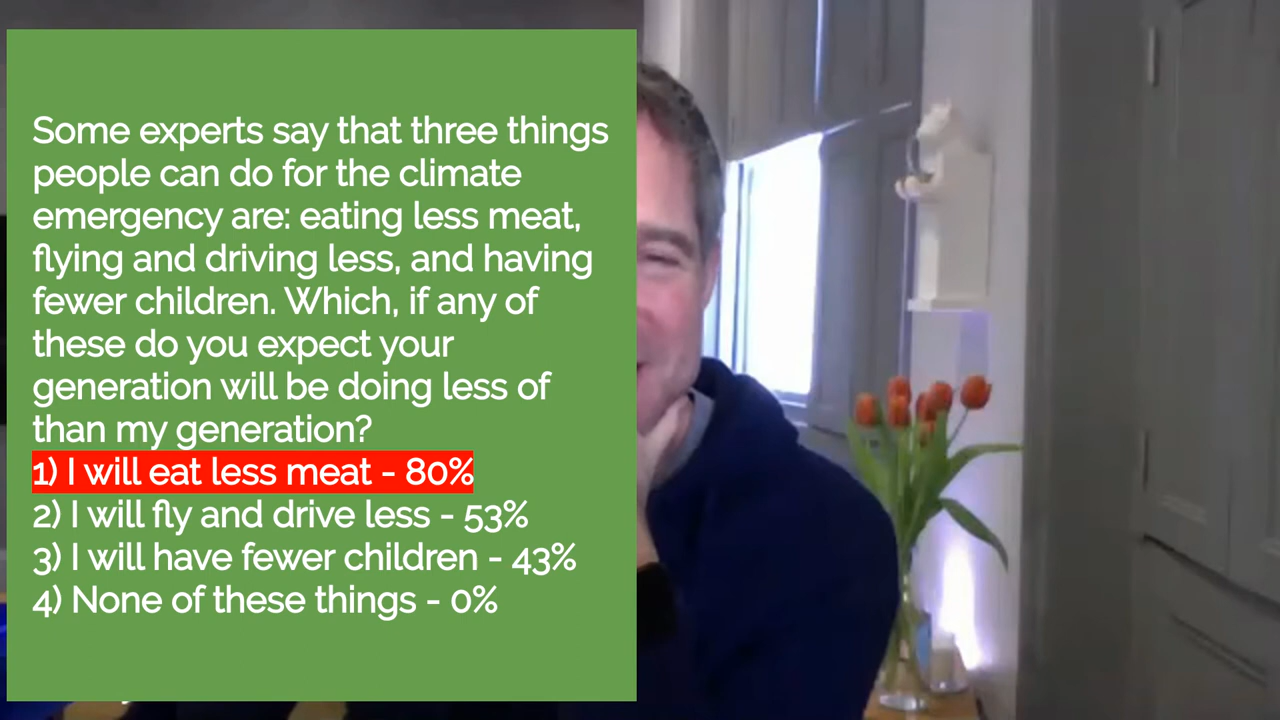 Some experts say that three things
people can do for the climate
emergency are: eating less meat,
flying and driving less, and having
fewer children. Which, if any of
these do you expect your
generation will be doing less of
than my generation?
1) I will eat less meat - 80%
2) I will fly and drive less - 53%
3) I will have fewer children - 43%
4) None of these things - 0%